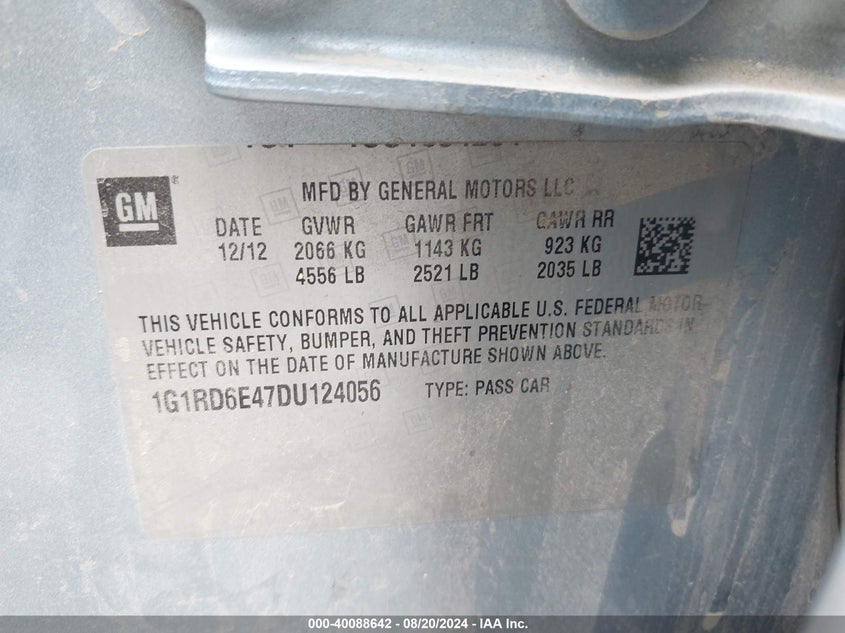 GM
MFD BY GENERAL MOTORS LLC
DATE GVWR GAWR FRT GAWR RR
12/12 2066 KG 1143 KG 923 KG
4556 LB 2521 LB 2035 LB
THIS VEHICLE CONFORMS TO ALL APPLICABLE U.S. FEDERAL MOTOR
VEHICLE SAFETY, BUMPER, AND THEFT PREVENTION STANDARDS IN
EFFECT ON THE DATE OF MANUFACTURE SHOWN ABOVE.
1G1RD6E47DU124056 TYPE: PASS CAR
000-40088642 / 08/20/2024 - IAA Inc.